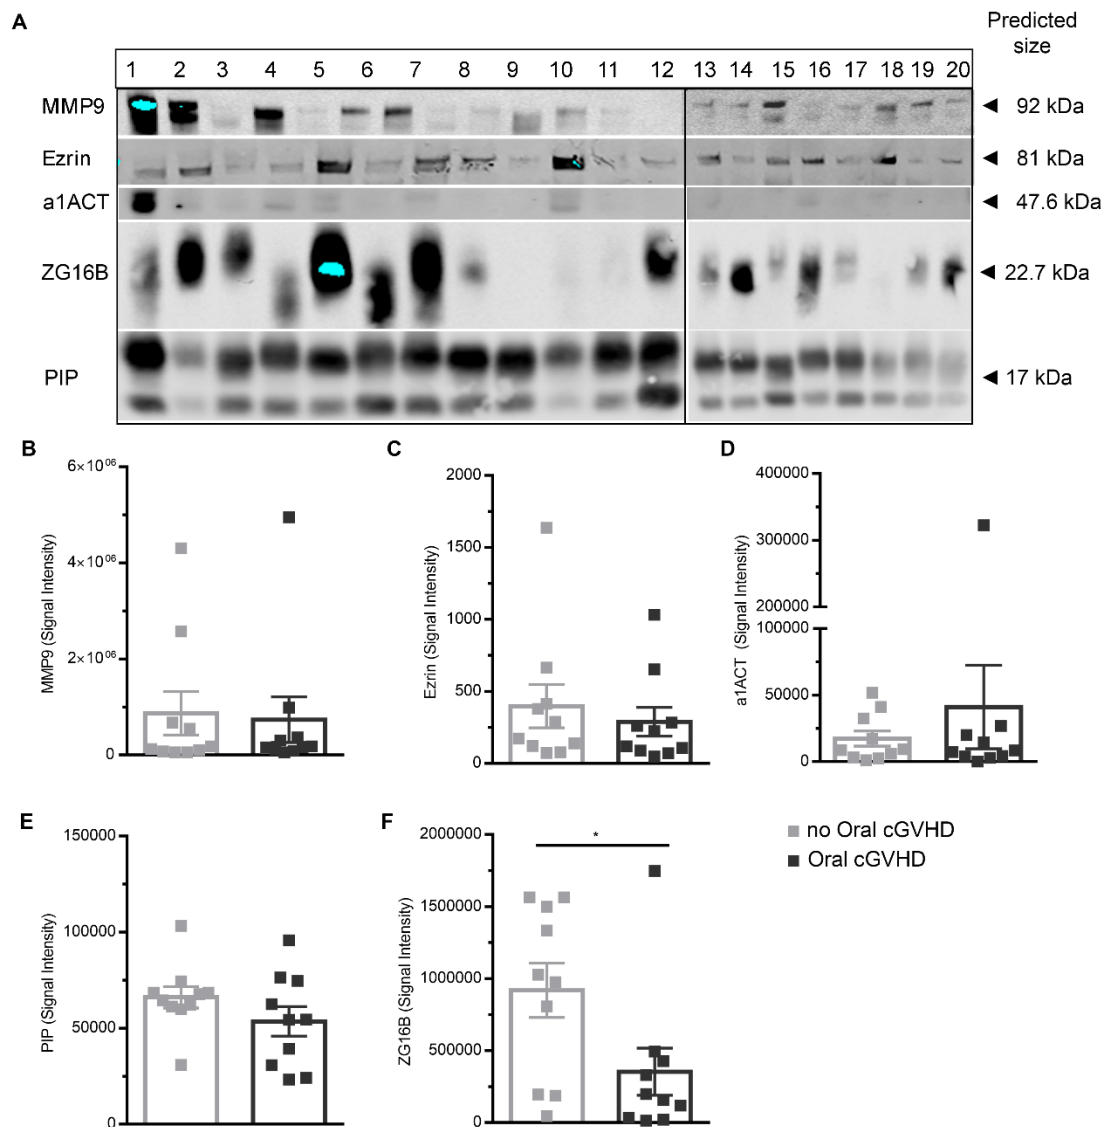 A
Predicted
size
1 2 3 4 5 6 7 8 9 10 11 12 13 14 15 16 17 18 19 20
MMP9 ◄ 92 kDa
Ezrin ◄ 81 kDa
a1ACT ◄ 47.6 kDa
ZG16B ◄ 22.7 kDa
PIP ◄ 17 kDa
B
MMP9 (Signal Intensity)
6×10⁰⁶
4×10⁰⁶
2×10⁰⁶
0
C
Ezrin (Signal Intensity)
2000
1500
1000
500
0
D
a1ACT (Signal Intensity)
400000
300000
200000
100000
50000
0
E
PIP (Signal Intensity)
150000
100000
50000
0
F
ZG16B (Signal Intensity)
2000000
1500000
1000000
500000
0
*
no Oral cGVHD
Oral cGVHD